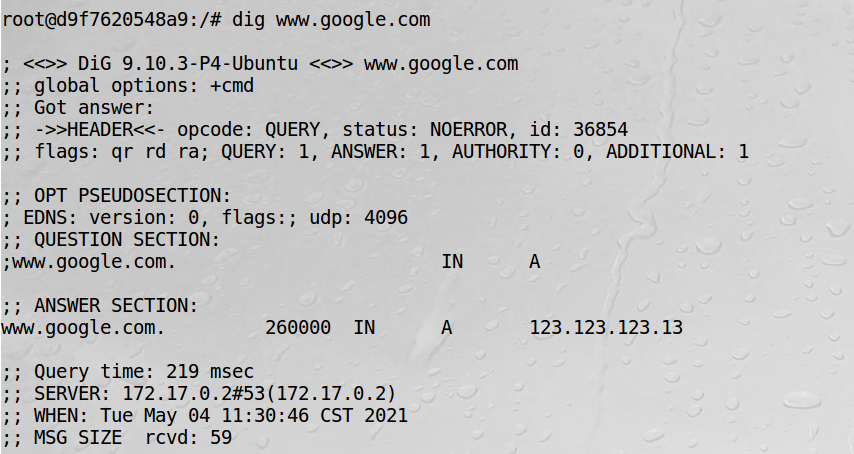 root@d9f7620548a9:/# dig www.google.com
; <<>> DiG 9.10.3-P4-Ubuntu <<>> www.google.com
;; global options: +cmd
;; Got answer:
;; ->>HEADER<<- opcode: QUERY, status: NOERROR, id: 36854
;; flags: qr rd ra; QUERY: 1, ANSWER: 1, AUTHORITY: 0, ADDITIONAL: 1
;; OPT PSEUDOSECTION:
; EDNS: version: 0, flags:; udp: 4096
;; QUESTION SECTION:
;www.google.com. IN A
;; ANSWER SECTION:
www.google.com. 260000 IN A 123.123.123.13
;; Query time: 219 msec
;; SERVER: 172.17.0.2#53(172.17.0.2)
;; WHEN: Tue May 04 11:30:46 CST 2021
;; MSG SIZE rcvd: 59